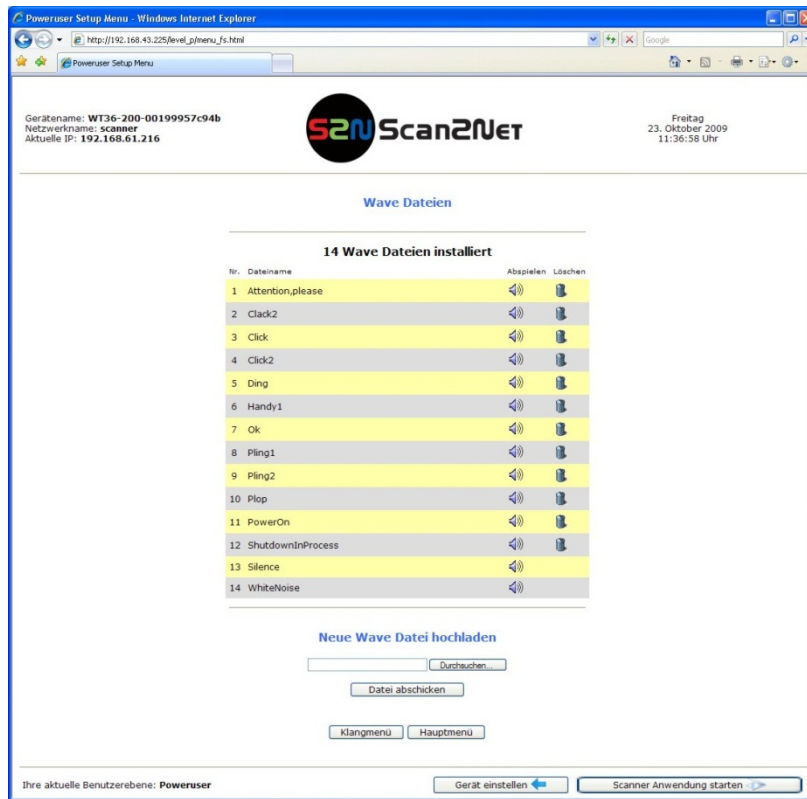 Poweruser Setup Menu - Windows Internet Explorer
http://192.168.43.225/level_p/menu_fs.html
Google
Poweruser Setup Menu
Gerätename: WT36-200-00199957c94b
Netzwerkname: scanner
Aktuelle IP: 192.168.61.216
S2N Scan2Net
Freitag
23. Oktober 2009
11:36:58 Uhr
Wave Dateien
14 Wave Dateien installiert
Nr. Dateiname Abspielen Löschen
1 Attention,please
2 Clack2
3 Click
4 Click2
5 Ding
6 Handy1
7 Ok
8 Pling1
9 Pling2
10 Plop
11 PowerOn
12 ShutdownInProcess
13 Silence
14 WhiteNoise
Neue Wave Datei hochladen
Durchsuchen...
Datei abschicken
Klangmenü Hauptmenü
Ihre aktuelle Benutzerebene: Poweruser
Gerät einstellen
Scanner Anwendung starten